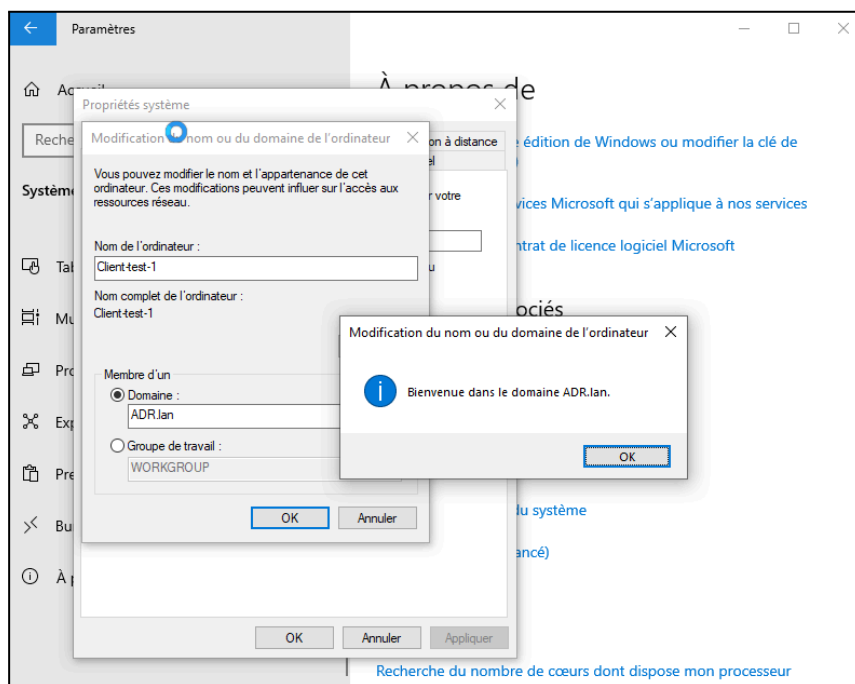 Paramètres
À propos de
Propriétés système
Modification du nom ou du domaine de l'ordinateur
on à distance
édition de Windows ou modifier la clé de
Vous pouvez modifier le nom et l'appartenance de cet
ordinateur. Ces modifications peuvent influer sur l'accès aux
ressources réseau.
r votre
Système
vices Microsoft qui s'applique à nos services
Nom de l'ordinateur :
Client-test-1
ntrat de licence logiciel Microsoft
Nom complet de l'ordinateur :
Client-test-1
ociés
Modification du nom ou du domaine de l'ordinateur
Bienvenue dans le domaine ADR.lan.
OK
Membre d'un
Domaine :
ADR.lan
Groupe de travail :
WORKGROUP
OK
Annuler
du système
ancé)
OK
Annuler
Appliquer
Recherche du nombre de cœurs dont dispose mon processeur